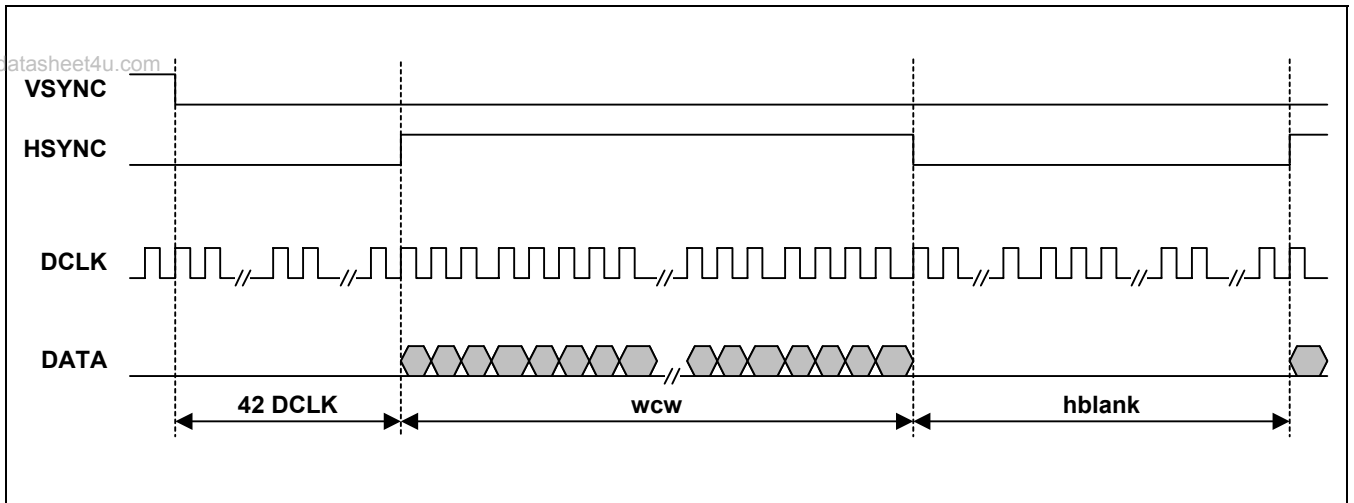 atasheet4u.com
VSYNC
HSYNC
DCLK
// // // // // //
DATA
//
42 DCLK wcw hblank